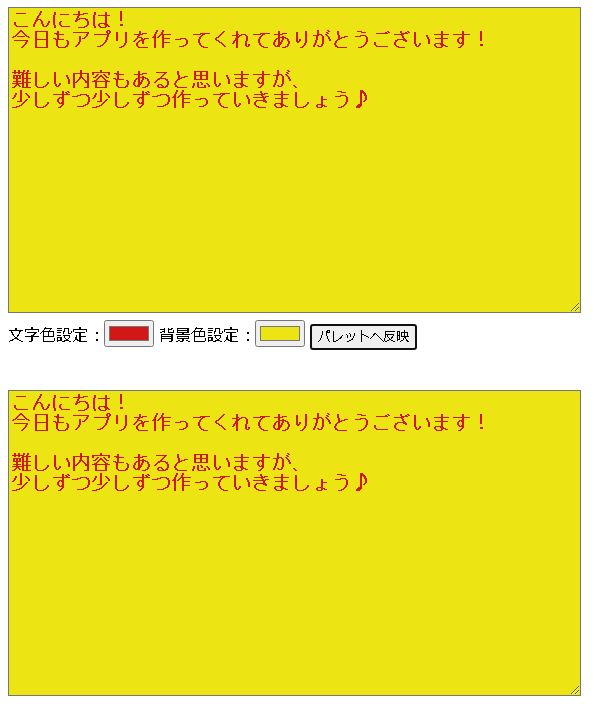 こんにちは！
今日もアプリを作ってくれてありがとうございます！
難しい内容もあると思いますが、
少しずつ少しずつ作っていきましょう♪
文字色設定： 背景色設定： パレットへ反映
こんにちは！
今日もアプリを作ってくれてありがとうございます！
難しい内容もあると思いますが、
少しずつ少しずつ作っていきましょう♪